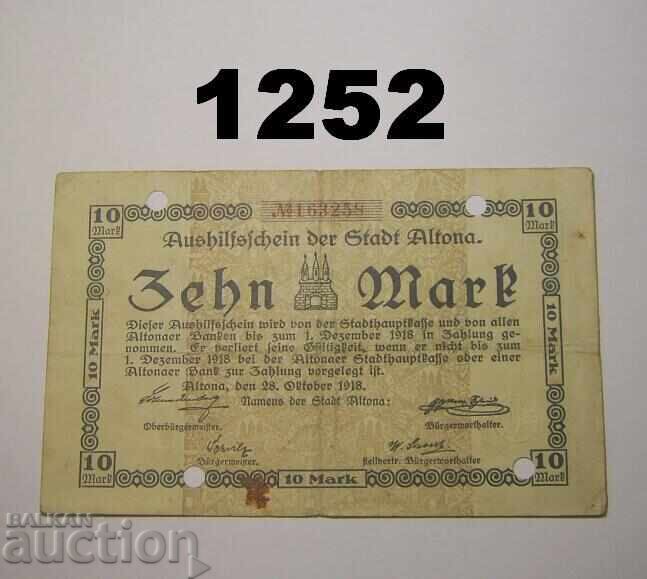 1252
№163258
10 Mark
10 Mark
Aushilfsschein der Stadt Altona.
Zehn Mark
Dieser Aushilfsschein wird von der Stadthauptkasse und von allen
Altonaer Banken bis zum 1. Dezember 1918 in Zahlung ge-
nommen. Er verliert seine Gültigkeit, wenn er nicht bis zum
1. Dezember 1918 bei der Altonaer Stadthauptkasse oder einer
Altonaer Bank zur Zahlung vorgelegt ist.
Altona, den 28. Oktober 1918.
Namens der Stadt Altona:
Oberbürgermeister.
Bürgerworthalter.
Bürgermeister.
stellvertr. Bürgerworthalter
10 Mark
10 Mark
10 Mark
10 Mark
10 Mark
BALKAN
auction